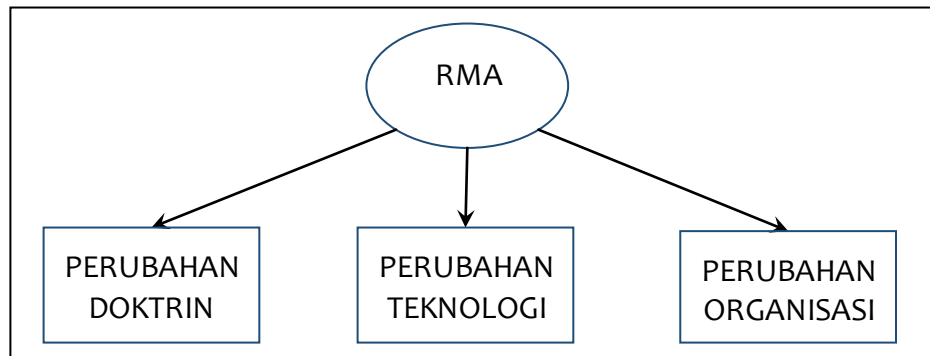 RMA
PERUBAHAN
DOKTRIN
PERUBAHAN
TEKNOLOGI
PERUBAHAN
ORGANISASI